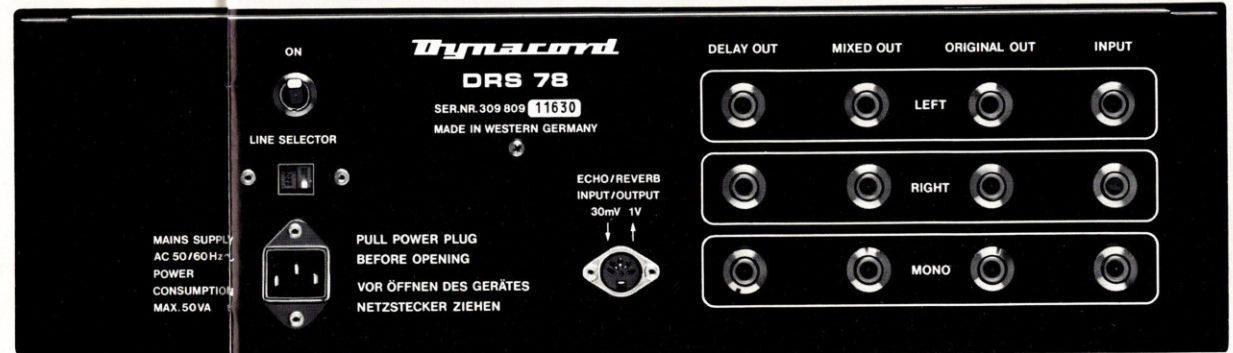 ON
LINE SELECTOR
MAINS SUPPLY
AC 50/60Hz~
POWER
CONSUMPTION
MAX. 50VA
PULL POWER PLUG
BEFORE OPENING
VOR ÖFFNEN DES GERÄTES
NETZSTECKER ZIEHEN
Dynacord
DRS 78
SER.NR. 309 809 11630
MADE IN WESTERN GERMANY
ECHO/REVERB
INPUT/OUTPUT
30mV 1V
DELAY OUT MIXED OUT ORIGINAL OUT INPUT
LEFT
RIGHT
MONO